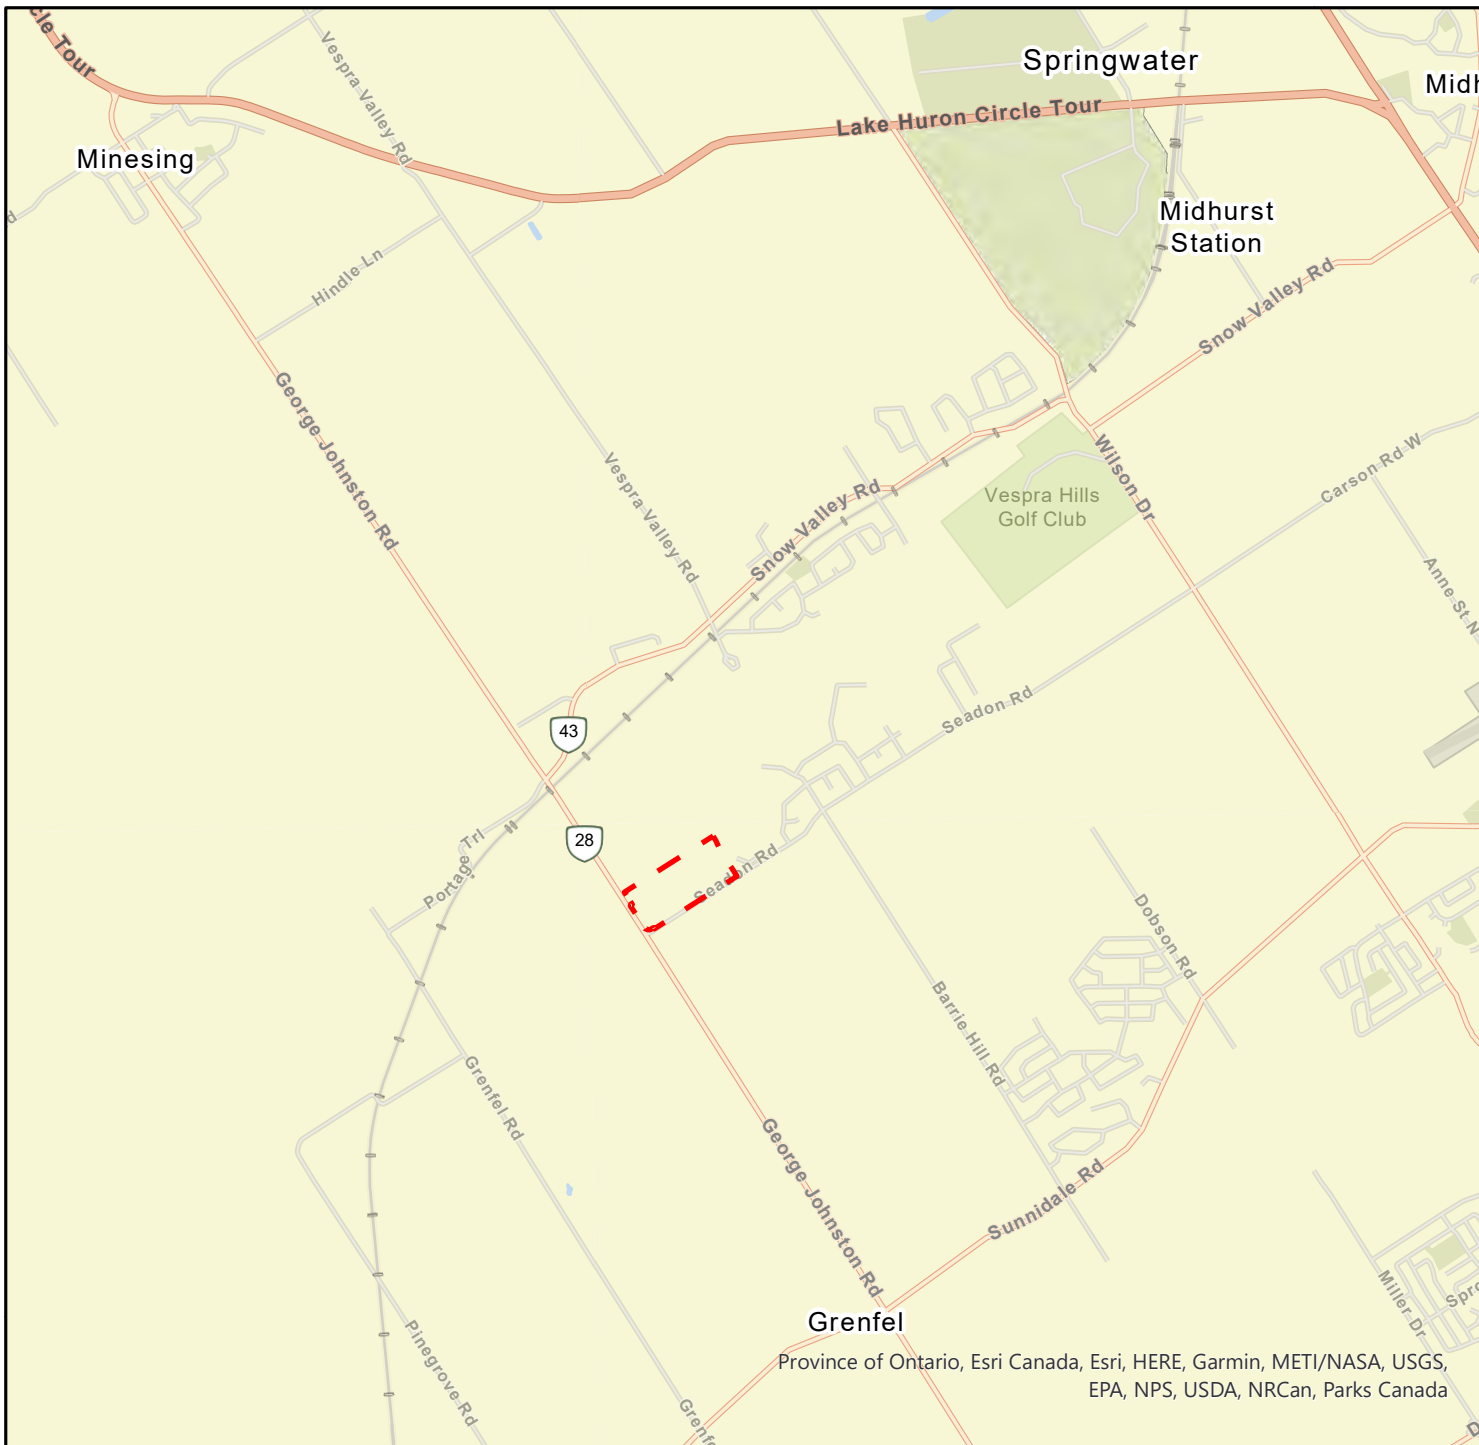 cle Tour
Springwater
Midh
Vespra Valley Rd
Lake Huron Circle Tour
Minesing
Midhurst
Station
Hindle Ln
Snow Valley Rd
George Johnston Rd
Wilson Dr
Carson Rd W
Vespra Valley Rd
Snow Valley Rd
Vespra Hills
Golf Club
Anne St N
Seadon Rd
43
28
Portage Trl
Seadon Rd
Dobson Rd
Barrie Hill Rd
Grenfel Rd
George Johnston Rd
Sunnidale Rd
Miller Dr
Spro
Grenfel
Pinegrove Rd
Grenfe
Province of Ontario, Esri Canada, Esri, HERE, Garmin, METI/NASA, USGS,
EPA, NPS, USDA, NRCan, Parks Canada